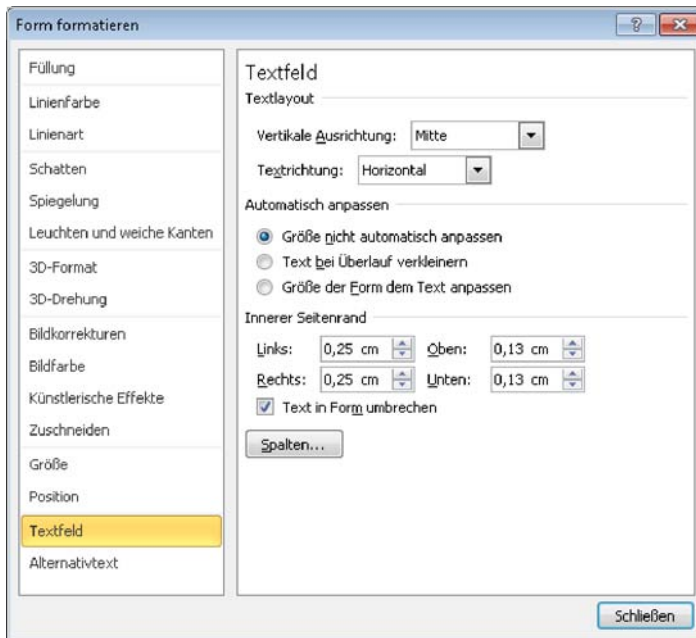 Form formatieren
Füllung
Linienfarbe
Linienart
Schatten
Spiegelung
Leuchten und weiche Kanten
3D-Format
3D-Drehung
Bildkorrekturen
Bildfarbe
Künstlerische Effekte
Zuschneiden
Größe
Position
Textfeld
Alternativtext
Textfeld
Textlayout
Vertikale Ausrichtung: Mitte
Textrichtung: Horizontal
Automatisch anpassen
Größe nicht automatisch anpassen
Text bei Überlauf verkleinern
Größe der Form dem Text anpassen
Innerer Seitenrand
Links: 0,25 cm Oben: 0,13 cm
Rechts: 0,25 cm Unten: 0,13 cm
Text in Form umbrechen
Spalten...
Schließen